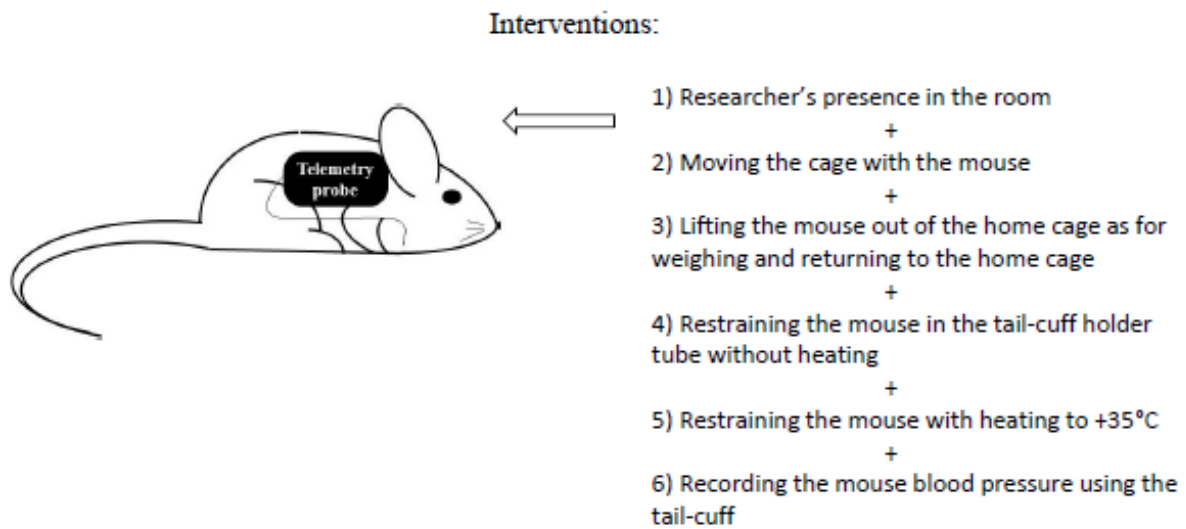 Interventions:
Telemetry
probe
1) Researcher's presence in the room
+
2) Moving the cage with the mouse
+
3) Lifting the mouse out of the home cage as for
weighing and returning to the home cage
+
4) Restraining the mouse in the tail-cuff holder
tube without heating
+
5) Restraining the mouse with heating to +35°C
+
6) Recording the mouse blood pressure using the
tail-cuff